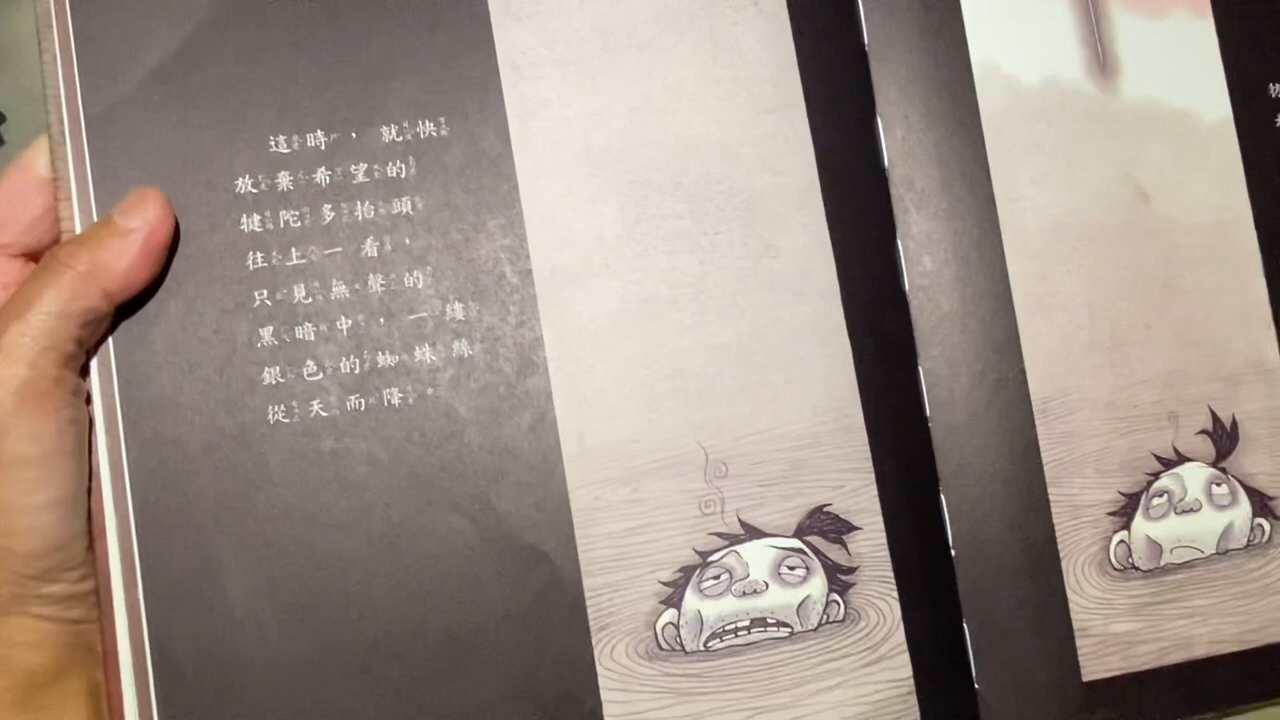 這時，就快
放棄希望的
犍陀多抬頭
往上一看，
只見無聲的
黑暗中，一縷
銀色的蜘蛛絲
從天而降。